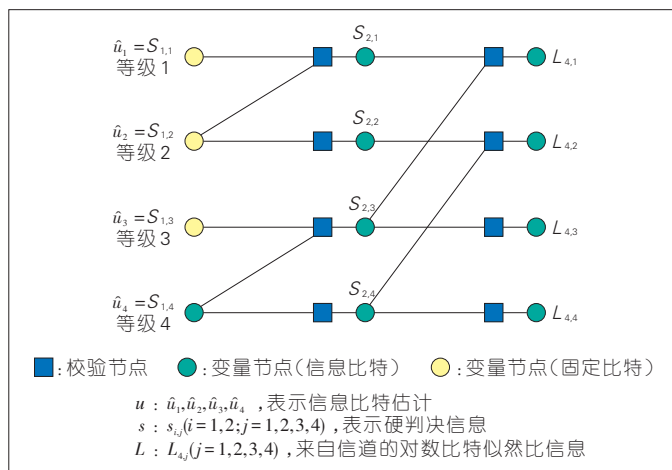 û₁ = S₁,₁
等级1
S₂,₁
L₄,₁
û₂ = S₁,₂
等级2
S₂,₂
L₄,₂
û₃ = S₁,₃
等级3
S₂,₃
L₄,₃
û₄ = S₁,₄
等级4
S₂,₄
L₄,₄
:校验节点 :变量节点(信息比特) :变量节点(固定比特)
u : û₁,û₂,û₃,û₄ ,表示信息比特估计
s : sᵢ,ⱼ(i=1,2;j=1,2,3,4) ,表示硬判决信息
L : L₄,ⱼ(j=1,2,3,4) ,来自信道的对数比特似然比信息